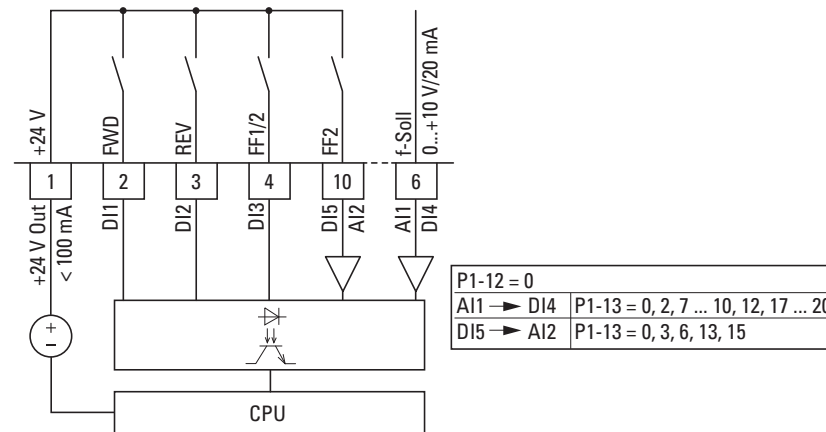 +24 V
FWD
REV
FF1/2
FF2
f-Soll
0...+10 V/20 mA
1
2
3
4
10
6
+24 V Out
< 100 mA
DI1
DI2
DI3
DI5
AI2
AI1
DI4
+
−
CPU
P1-12 = 0
AI1 → DI4 P1-13 = 0, 2, 7 ... 10, 12, 17 ... 20
DI5 → AI2 P1-13 = 0, 3, 6, 13, 15